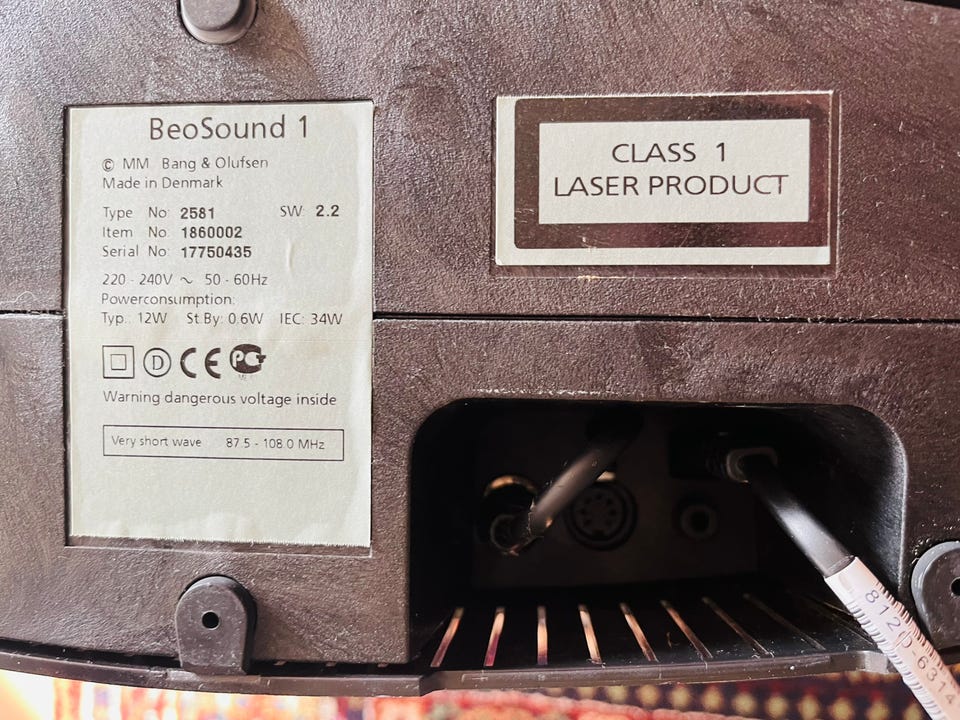 BeoSound 1
© MM Bang & Olufsen
Made in Denmark
Type No: 2581 SW: 2.2
Item No: 1860002
Serial No: 17750435
220 - 240V ~ 50 - 60Hz
Powerconsumption:
Typ.: 12W St By: 0.6W IEC: 34W
D CE PG
Warning dangerous voltage inside
Very short wave 87.5 - 108.0 MHz
CLASS 1
LASER PRODUCT